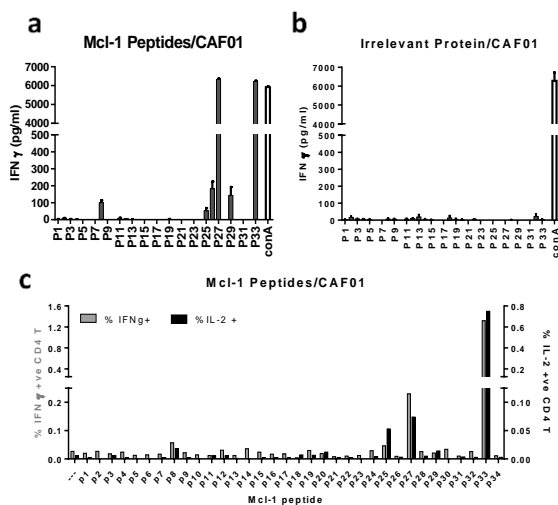 a
Mcl-1 Peptides/CAF01
IFN γ (pg/ml)
7000
6000
5000
500
400
300
200
100
0
P1 P3 P5 P7 P9 P11 P13 P15 P17 P19 P21 P23 P25 P27 P29 P31 P33 conA
b
Irrelevant Protein/CAF01
IFN γ (pg/ml)
7000
6000
5000
500
400
300
200
100
0
P1 P3 P5 P7 P9 P11 P13 P15 P17 P19 P21 P23 P25 P27 P29 P31 P33 conA
c
Mcl-1 Peptides/CAF01
% IFNg+ % IL-2 +
% IFN γ +ve CD4 T
1.6
1.2
0.8
0.4
0.2
0.1
0.0
% IL-2 +ve CD4 T
0.8
0.6
0.4
0.2
0.10
0.05
0.00
--- p1 p2 p3 p4 p5 p6 p7 p8 p9 p10 p11 p12 p13 p14 p15 p16 p17 p18 p19 p20 p21 p22 p23 p24 p25 p26 p27 p28 p29 p30 p31 p32 p33 p34
Mcl-1 peptide